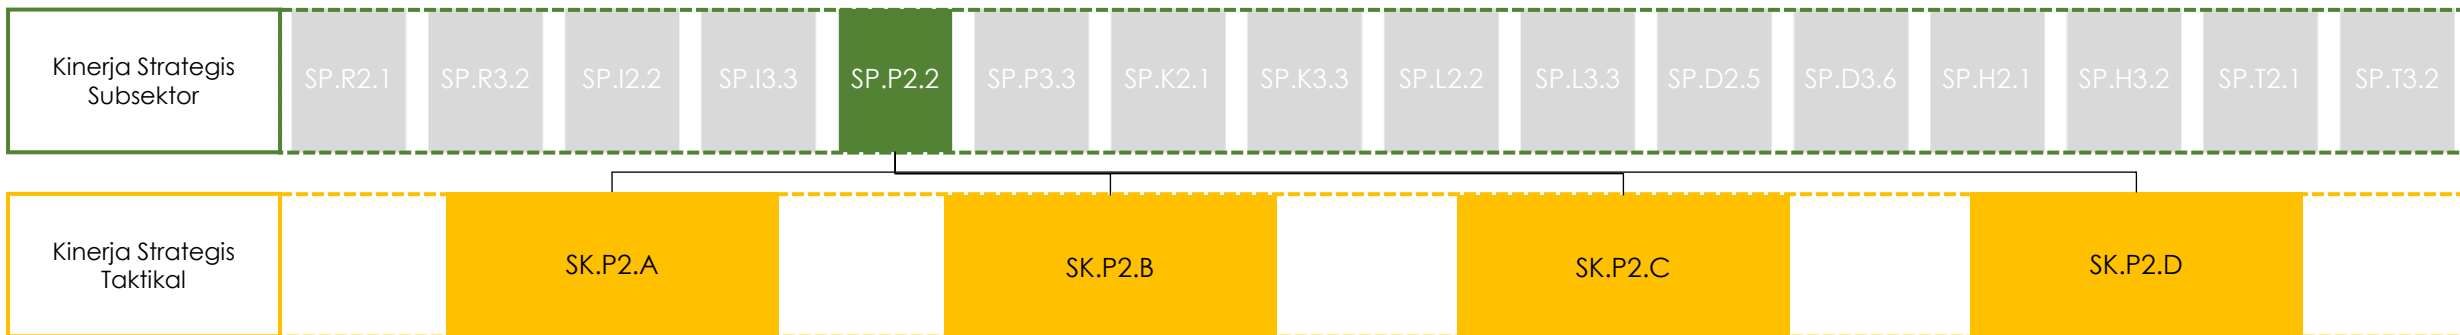 Kinerja Strategis
Subsektor
SP.R2.1
SP.R3.2
SP.I2.2
SP.I3.3
SP.P2.2
SP.P3.3
SP.K2.1
SP.K3.3
SP.L2.2
SP.L3.3
SP.D2.5
SP.D3.6
SP.H2.1
SP.H3.2
SP.T2.1
SP.T3.2
Kinerja Strategis
Taktikal
SK.P2.A
SK.P2.B
SK.P2.C
SK.P2.D